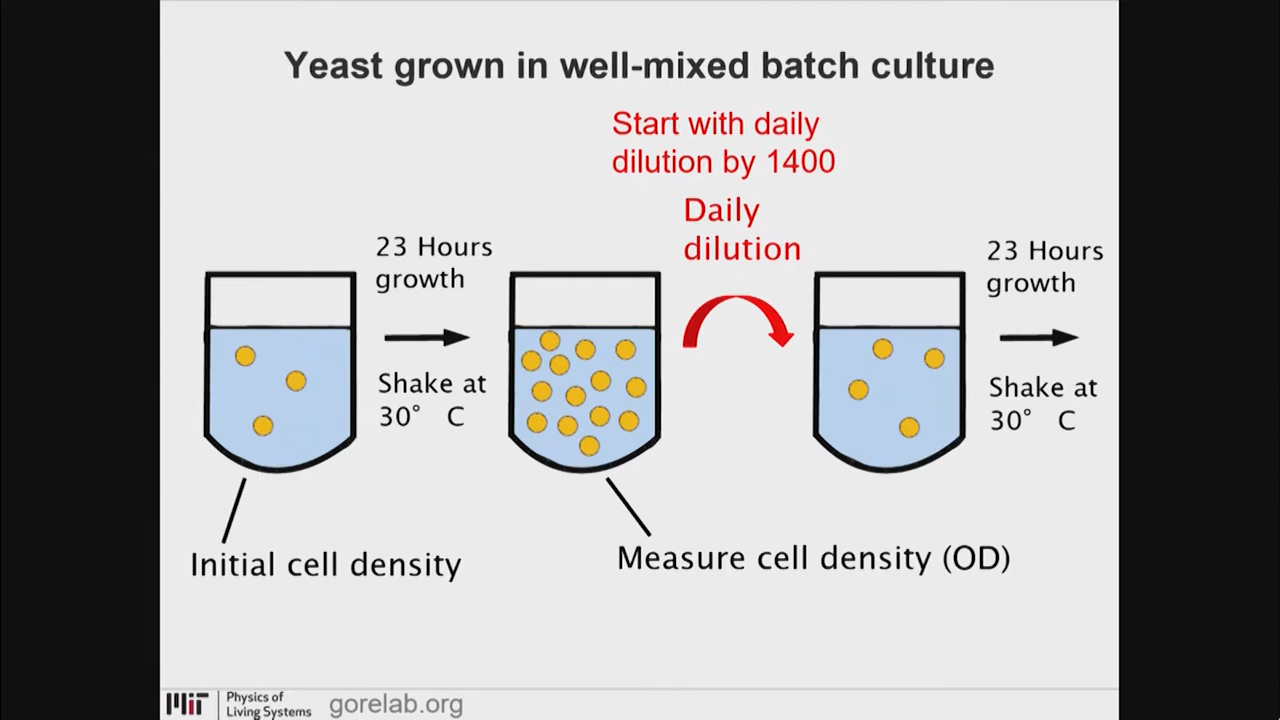 Yeast grown in well-mixed batch culture
Start with daily
dilution by 1400
Daily
dilution
23 Hours
growth
Shake at
30° C
23 Hours
growth
Shake at
30° C
Initial cell density
Measure cell density (OD)
MIT
Physics of
Living Systems
gorelab.org